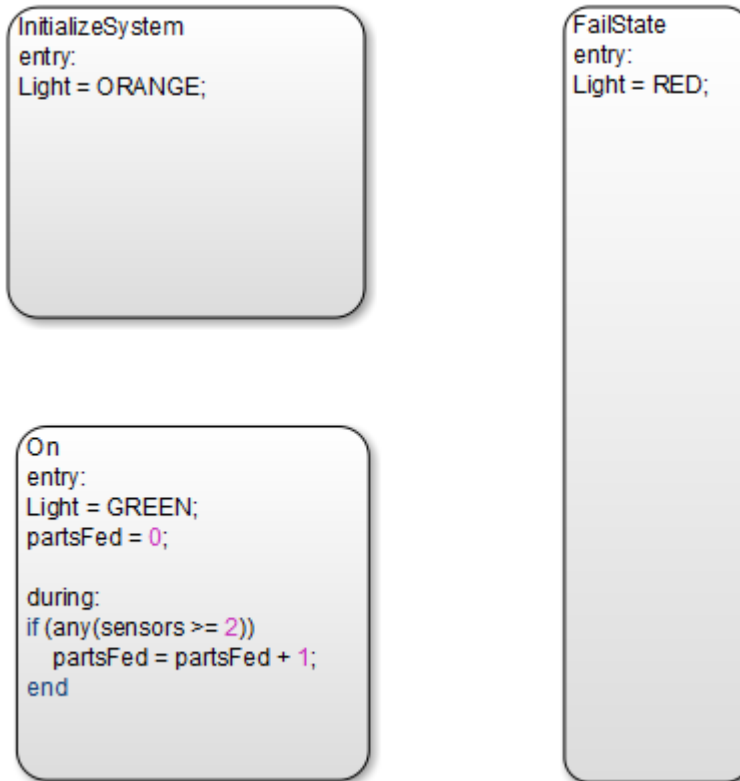 InitializeSystem
entry:
Light = ORANGE;
FailState
entry:
Light = RED;
On
entry:
Light = GREEN;
partsFed = 0;
during:
if (any(sensors >= 2))
partsFed = partsFed + 1;
end